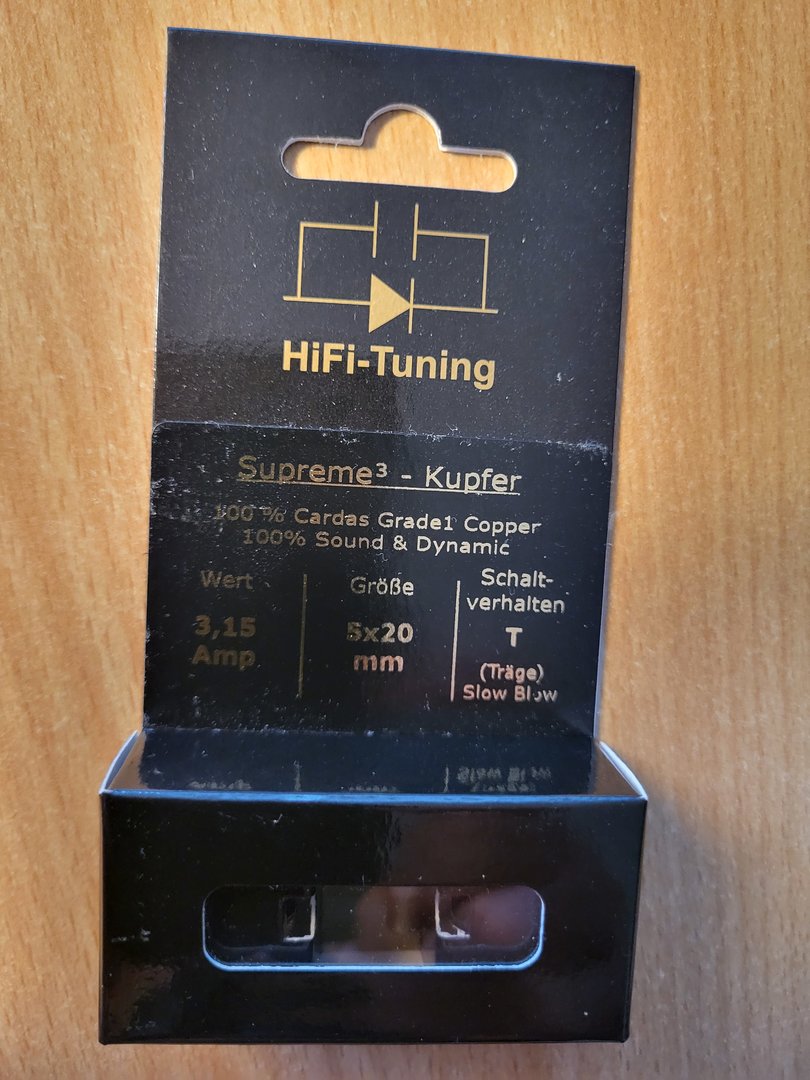 HiFi-Tuning
Supreme³ - Kupfer
100 % Cardas Grade1 Copper
100% Sound & Dynamic
Wert
3,15
Amp
Größe
5x20
mm
Schalt-
verhalten
T
(Träge)
Slow Blow